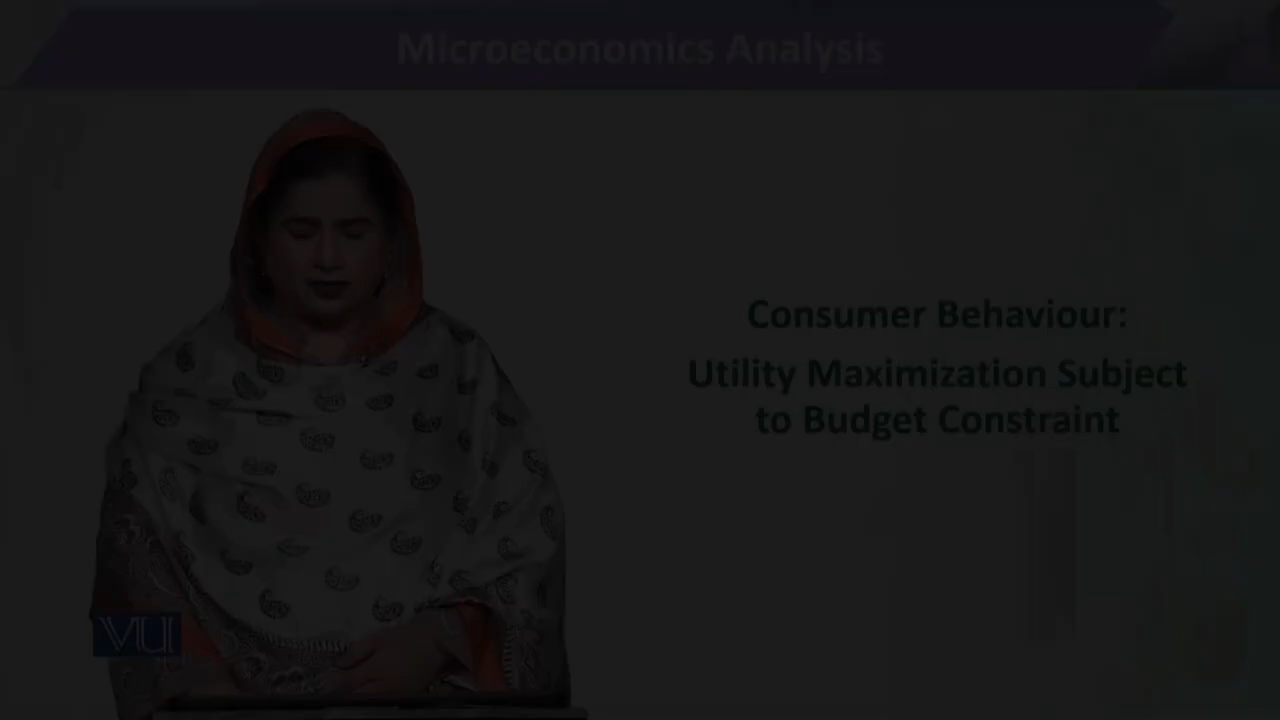 Microeconomics Analysis
Consumer Behaviour:
Utility Maximization Subject
to Budget Constraint
VU